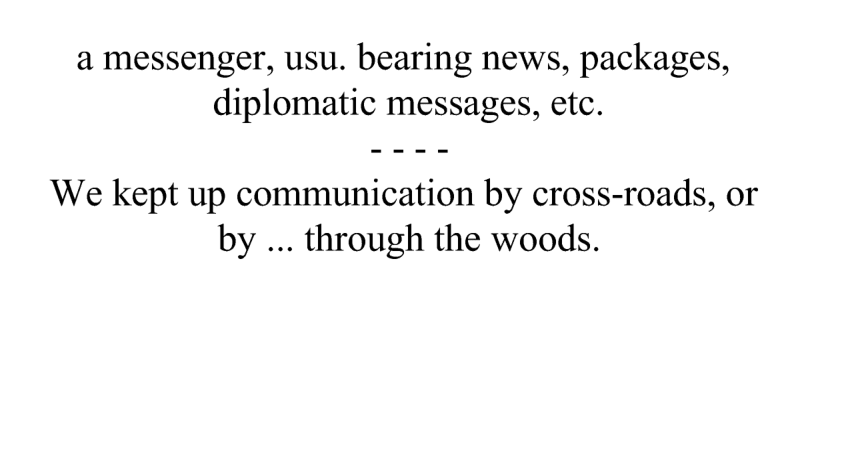 a messenger, usu. bearing news, packages,
diplomatic messages, etc.
- - - -
We kept up communication by cross-roads, or
by ... through the woods.